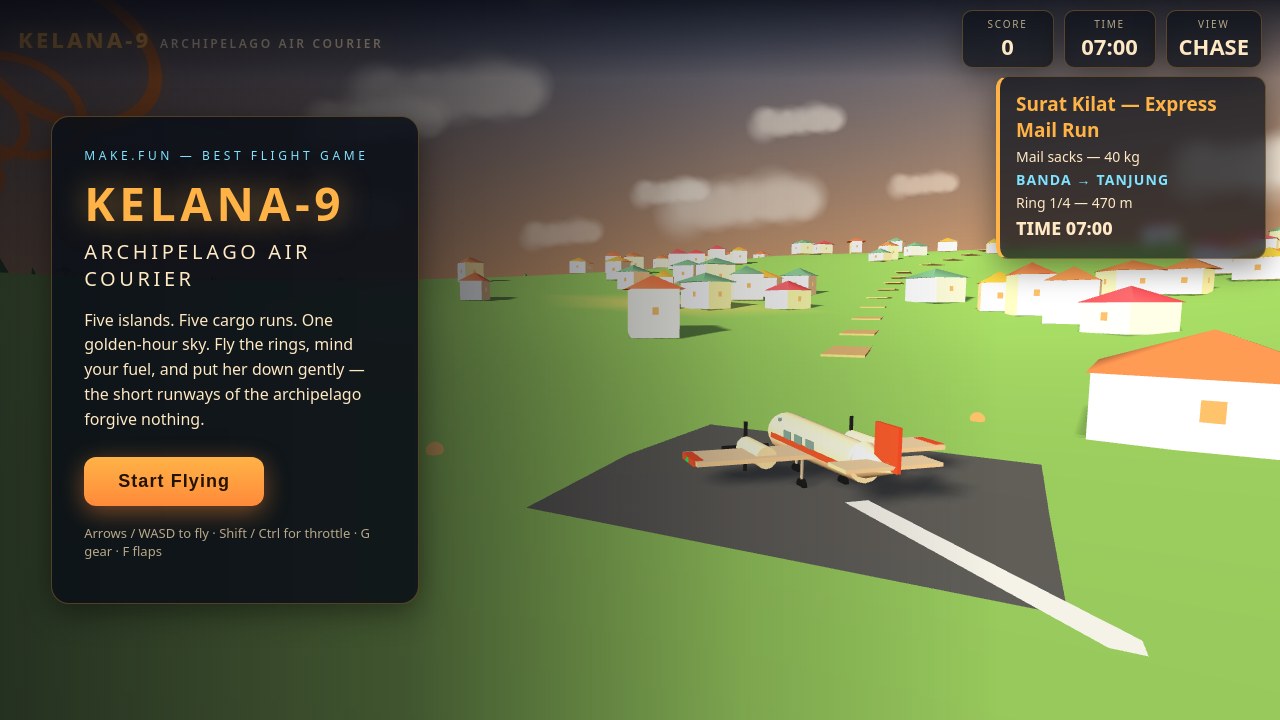 KELANA-9 ARCHIPELAGO AIR COURIER
SCORE
0
TIME
07:00
VIEW
CHASE
Surat Kilat — Express
Mail Run
Mail sacks — 40 kg
BANDA → TANJUNG
Ring 1/4 — 470 m
TIME 07:00
MAKE.FUN — BEST FLIGHT GAME
KELANA-9
ARCHIPELAGO AIR
COURIER
Five islands. Five cargo runs. One
golden-hour sky. Fly the rings, mind
your fuel, and put her down gently —
the short runways of the archipelago
forgive nothing.
Start Flying
Arrows / WASD to fly · Shift / Ctrl for throttle · G
gear · F flaps